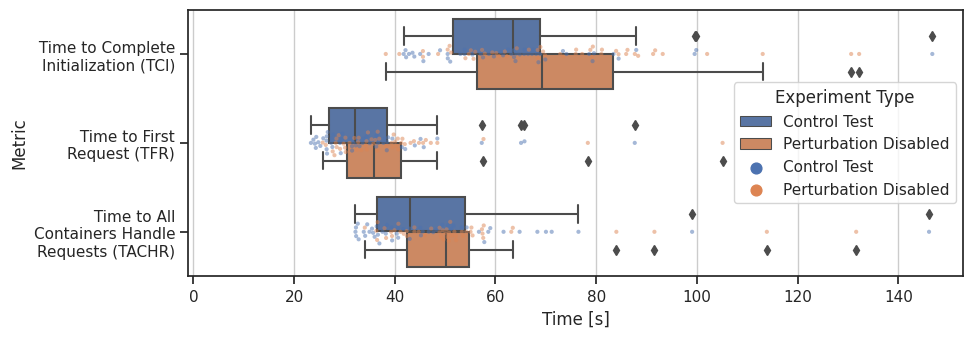 Metric
Time to Complete
Initialization (TCI)
Time to First
Request (TFR)
Time to All
Containers Handle
Requests (TACHR)
Experiment Type
Control Test
Perturbation Disabled
Control Test
Perturbation Disabled
0 20 40 60 80 100 120 140
Time [s]